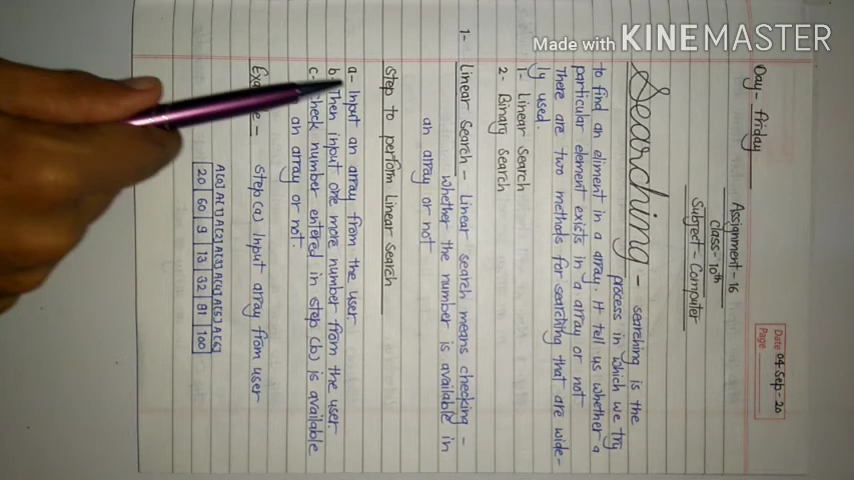 Made with KINEMASTER
Date 04-Sep-20
Page
Day- friday
Assignment-16
class-10th
Subject-Computer
Searching - searching is the
process in which we try
to find an eliment in a array. It tell us whether a
particular element exists in a array or not
There are two methods for searching that are wide-
ly used.
1- Linear Search
2- Binary Search
1- Linear Search - Linear search means checking -
whether the number is available in
an array or not
Step to perform Linear Search
a- Input an array from the user.
b- Then input one more number from the user
c- heck number entered in step (b) is available
an array or not.
Exa e - Step(a) Input array from user
A[0] A[1] A[2] A[3] A[4] A[5] A[6]
20 60 9 13 32 81 100